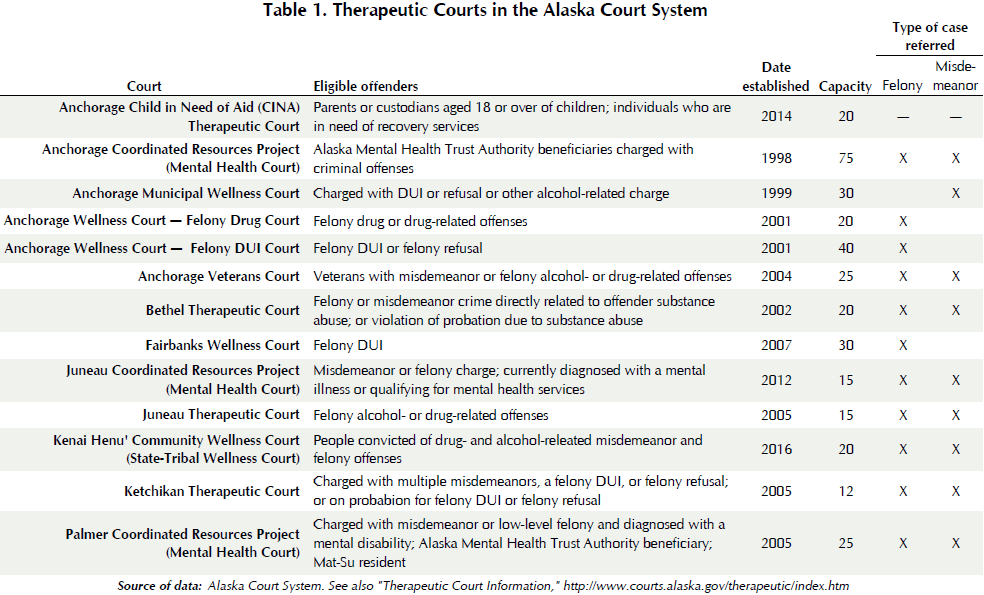 Table 1. Therapeutic Courts in the Alaska Court System
Type of case
referred
Date
established
Misde-
meanor
Court Eligible offenders Capacity Felony
Anchorage Child in Need of Aid (CINA)
Therapeutic Court
Parents or custodians aged 18 or over of children; individuals who are
in need of recovery services
2014 20 — —
Anchorage Coordinated Resources Project
(Mental Health Court)
Alaska Mental Health Trust Authority beneficiaries charged with
criminal offenses
1998 75 X X
Anchorage Municipal Wellness Court Charged with DUI or refusal or other alcohol-related charge 1999 30 X
Anchorage Wellness Court — Felony Drug Court Felony drug or drug-related offenses 2001 20 X
Anchorage Wellness Court — Felony DUI Court Felony DUI or felony refusal 2001 40 X
Anchorage Veterans Court Veterans with misdemeanor or felony alcohol- or drug-related offenses 2004 25 X X
Bethel Therapeutic Court
Felony or misdemeanor crime directly related to offender substance
abuse; or violation of probation due to substance abuse
2002 20 X X
Fairbanks Wellness Court Felony DUI 2007 30 X
Juneau Coordinated Resources Project
(Mental Health Court)
Misdemeanor or felony charge; currently diagnosed with a mental
illness or qualifying for mental health services
2012 15 X X
Juneau Therapeutic Court Felony alcohol- or drug-related offenses 2005 15 X X
Kenai Henu' Community Wellness Court
(State-Tribal Wellness Court)
People convicted of drug- and alcohol-releated misdemeanor and
felony offenses
2016 20 X X
Ketchikan Therapeutic Court
Charged with multiple misdemeanors, a felony DUI, or felony refusal;
or on probabion for felony DUI or felony refusal
2005 12 X X
Palmer Coordinated Resources Project
(Mental Health Court)
Charged with misdemeanor or low-level felony and diagnosed with a
mental disability; Alaska Mental Health Trust Authority beneficiary;
Mat-Su resident
2005 25 X X
Source of data: Alaska Court System. See also "Therapeutic Court Information," http://www.courts.alaska.gov/therapeutic/index.htm